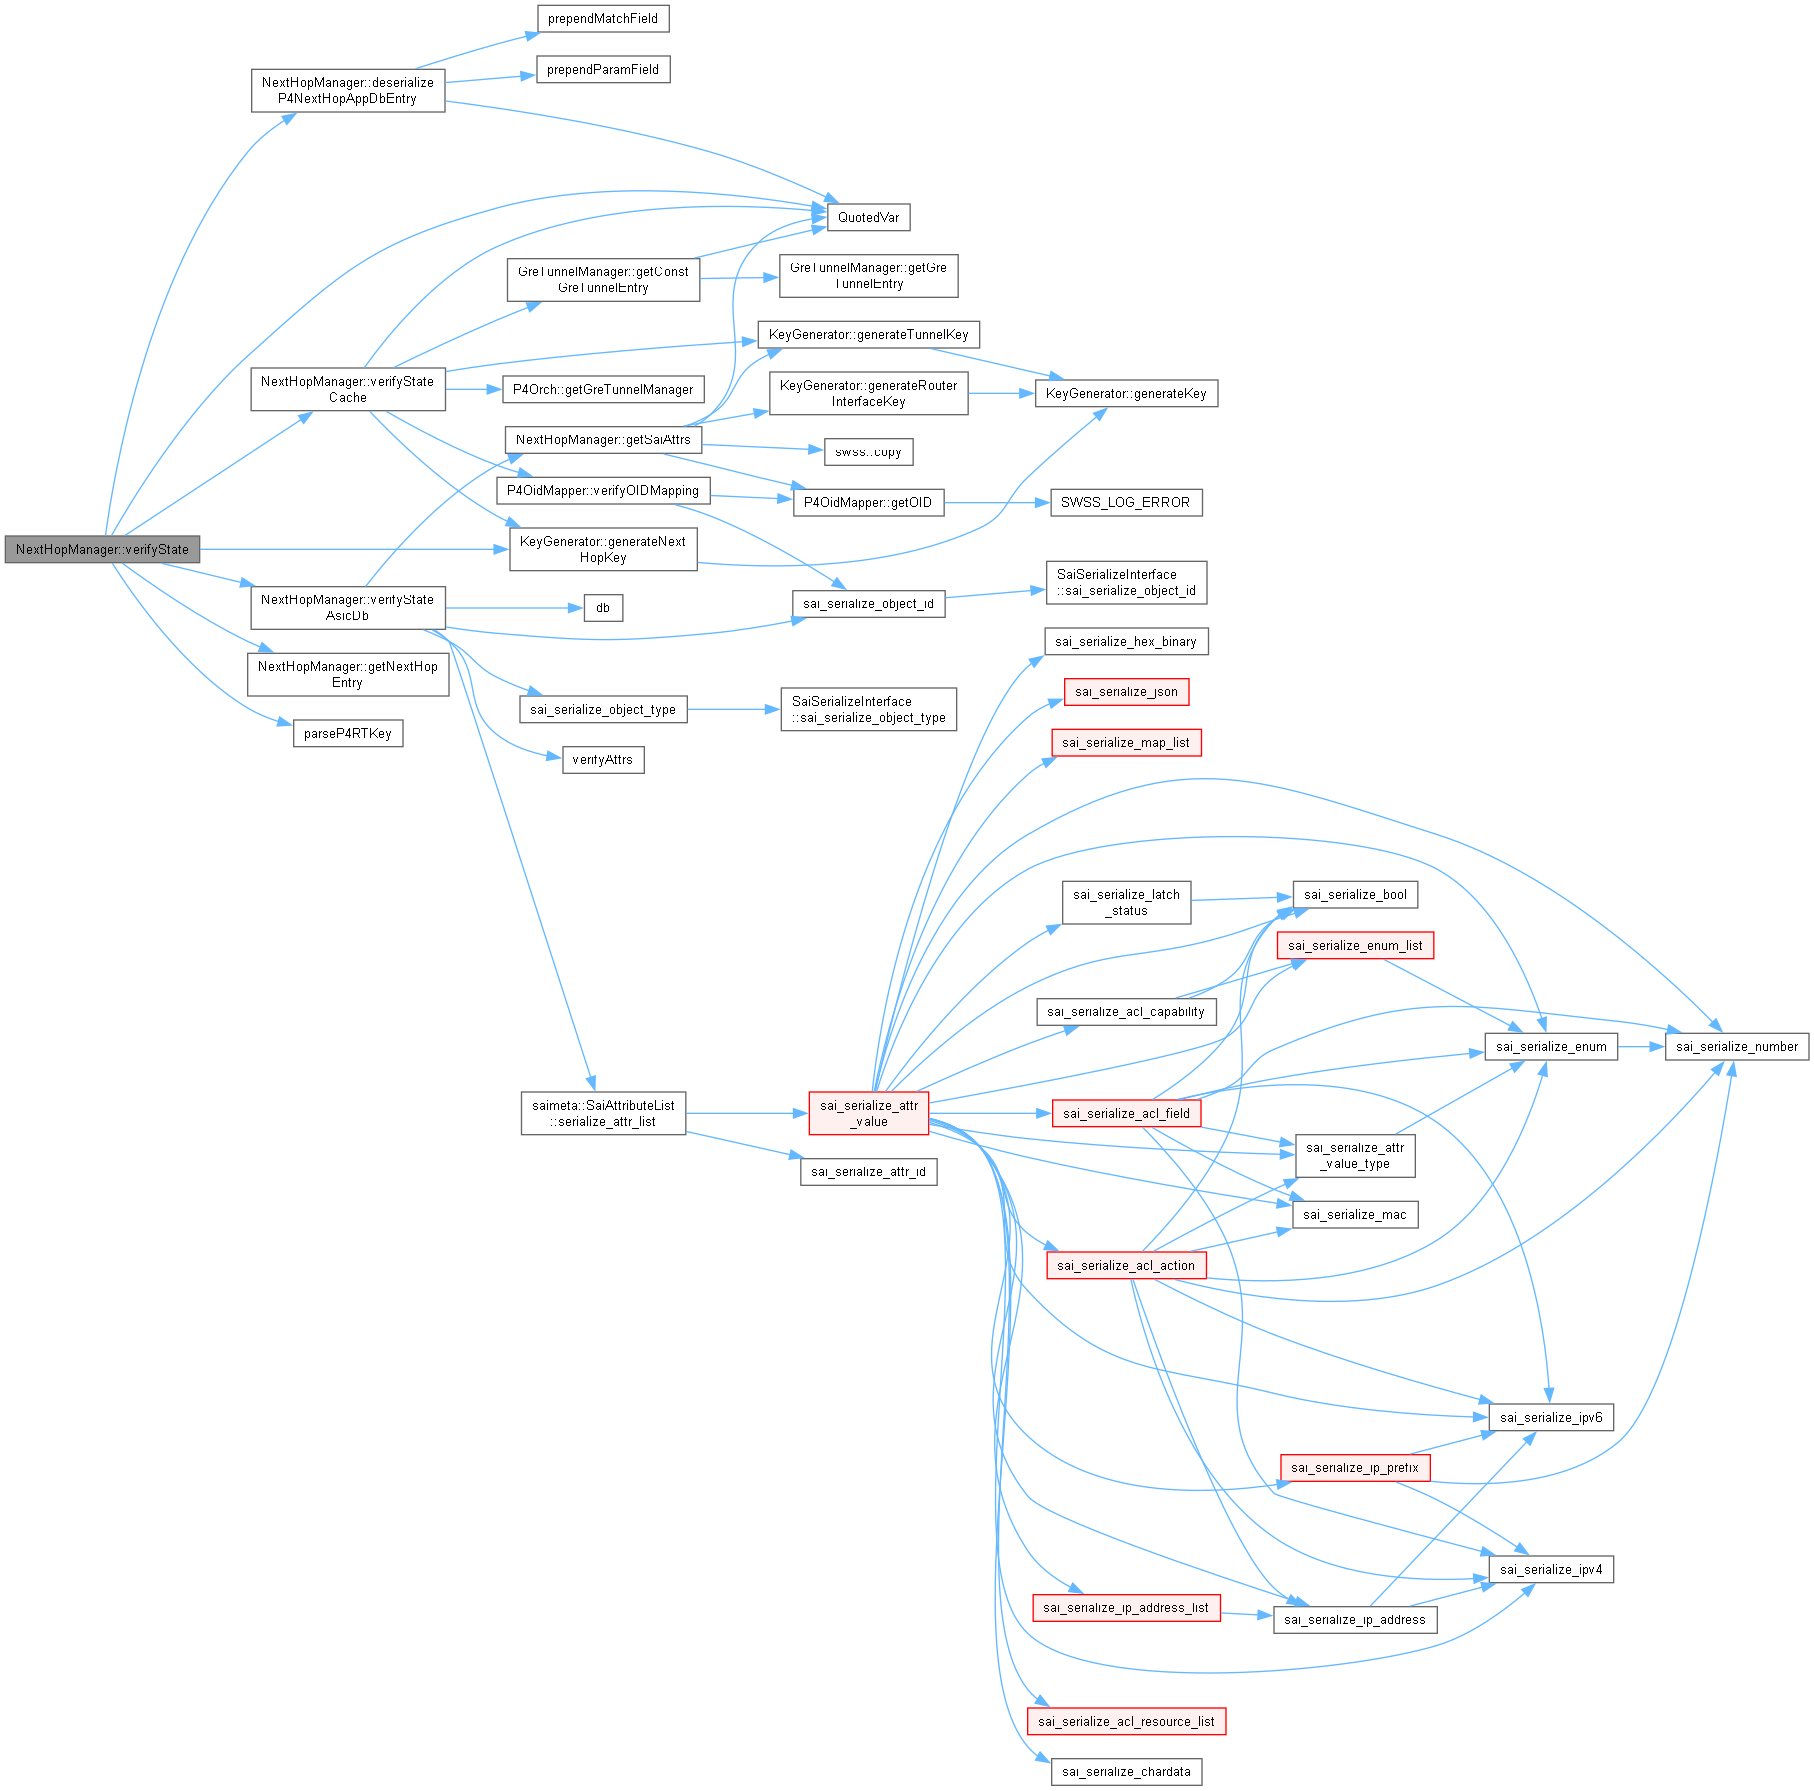 prependMatchField
prependParamField
NextHopManager::deserialize
P4NextHopAppDbEntry
QuotedVar
GreTunnelManager::getConst
GreTunnelEntry
GreTunnelManager::getGre
TunnelEntry
KeyGenerator::generateTunnelKey
NextHopManager::verifyState
Cache
P4Orch::getGreTunnelManager
KeyGenerator::generateRouter
InterfaceKey
KeyGenerator::generateKey
NextHopManager::getSaiAttrs
swss::copy
P4OidMapper::verifyOIDMapping
P4OidMapper::getOID
SWSS_LOG_ERROR
NextHopManager::verifyState
KeyGenerator::generateNext
HopKey
SaiSerializeInterface
::sai_serialize_object_id
NextHopManager::verifyState
AsicDb
db
sai_serialize_object_id
sai_serialize_hex_binary
NextHopManager::getNextHop
Entry
sai_serialize_json
sai_serialize_object_type
SaiSerializeInterface
::sai_serialize_object_type
parseP4RTKey
sai_serialize_map_list
verifyAttrs
sai_serialize_latch
_status
sai_serialize_bool
sai_serialize_enum_list
sai_serialize_acl_capability
sai_serialize_enum
sai_serialize_number
saimeta::SaiAttributeList
::serialize_attr_list
sai_serialize_attr
_value
sai_serialize_acl_field
sai_serialize_attr
_value_type
sai_serialize_attr_id
sai_serialize_mac
sai_serialize_acl_action
sai_serialize_ipv6
sai_serialize_ip_prefix
sai_serialize_ipv4
sai_serialize_ip_address_list
sai_serialize_ip_address
sai_serialize_acl_resource_list
sai_serialize_chardata